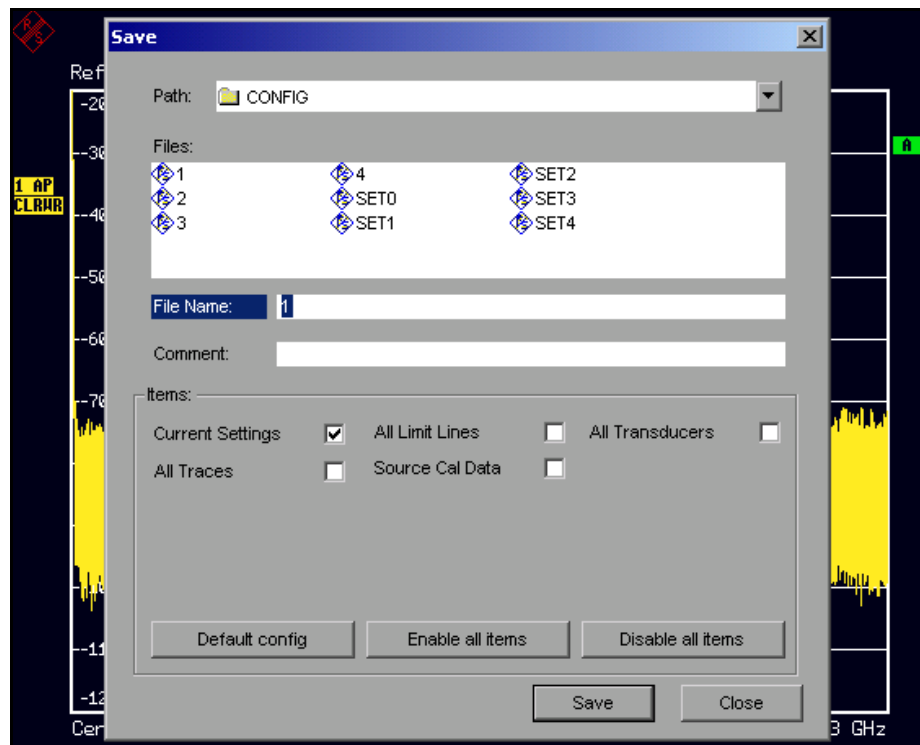 R S
Save
Ref
Path: CONFIG
-20
Files:
--30
A
1 4 SET2
1 AP
2 SET0 SET3
CLRWR
--40
3 SET1 SET4
--50
File Name: 1
--60
Comment:
--70
Items:
Current Settings All Limit Lines All Transducers
All Traces Source Cal Data
Default config Enable all items Disable all items
--11
-12
Save Close
Cer
3 GHz